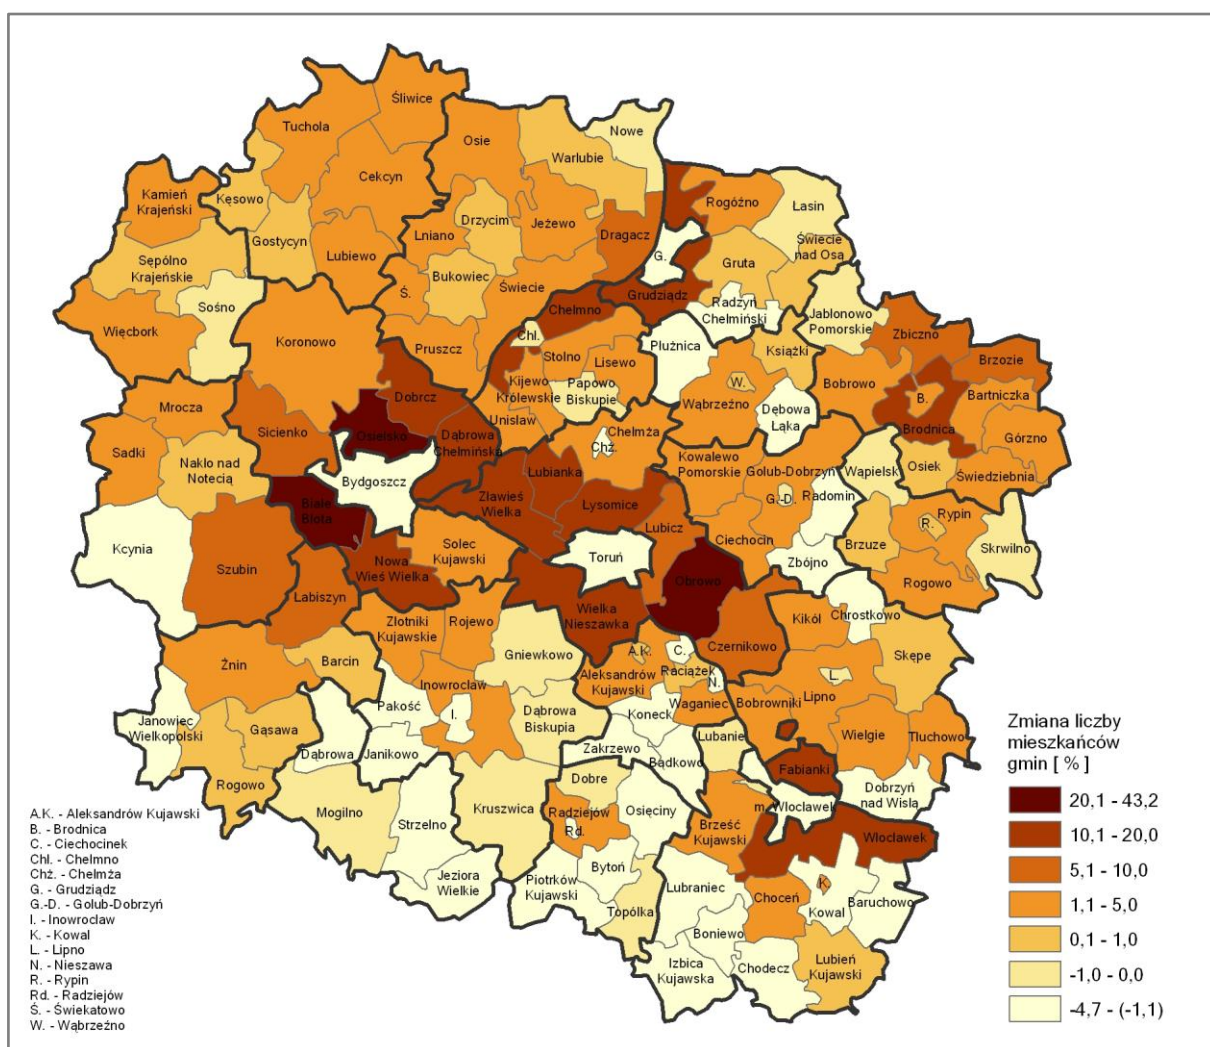 Śliwice
Tuchola
Nowe
Osie
Warlubie
Cekcyn
Kamień
Krajeński
Kęsowo
Rogóźno
Łasin
Drzycim
Jeżewo
Gostycyn
Lniano
Dragacz
Świecie
nad Osą
Lubiewo
G.
Gruta
Sępólno
Krajeńskie
Bukowiec
Ś.
Świecie
Grudziądz
Sośno
Chełmno
Radzyń
Chełmiński
Jabłonowo
Pomorskie
Zbiczno
Więcbork
Koronowo
Chł.
Płużnica
Książki
Brzozie
Pruszcz
Stolno
Lisewo
W.
Bobrowo
B.
Bartniczka
Kijewo
Królewskie
Papowo
Biskupie
Dobrcz
Wąbrzeźno
Dębowa
Łąka
Mrocza
Unisław
Chełmża
Brodnica
Górzno
Sicienko
Osielsko
Dąbrowa
Chełmińska
Chż.
Sadki
Nakło nad
Notecią
Kowalewo
Pomorskie
Golub-Dobrzyń
Wąpielsk
Osiek
Świedziebnia
Bydgoszcz
Łubianka
G.-D.
Radomin
Zławieś
Wielka
Łysomice
Białe
Błota
Lubicz
R.
Rypin
Kcynia
Solec
Kujawski
Ciechocin
Brzuze
Skrwilno
Toruń
Zbójno
Nowa
Wieś Wielka
Szubin
Obrowo
Rogowo
Łabiszyn
Wielka
Nieszawka
Kikół
Chrostkowo
Złotniki
Kujawskie
Rojewo
Czernikowo
Gniewkowo
A.K.
C.
Skępe
Żnin
Barcin
Raciążek
Aleksandrów
Kujawski
N.
L.
Inowrocław
Waganiec
Bobrowniki
Lipno
Pakość
I.
Dąbrowa
Biskupia
Koneck
Janowiec
Wielkopolski
Gąsawa
Lubanie
Wielgie
Tłuchowo
Dąbrowa
Janikowo
Zakrzewo
Bądkowo
Fabianki
Rogowo
Dobre
Dobrzyń
nad Wisłą
Mogilno
Kruszwica
Radziejów
Osięciny
m. Włocławek
Strzelno
Rd.
Brześć
Kujawski
Włocławek
Bytoń
Jeziora
Wielkie
Piotrków
Kujawski
Lubraniec
Choceń
K.
Kowal
Baruchowo
Topólka
Boniewo
Izbica
Kujawska
Chodecz
Lubień
Kujawski
A.K. - Aleksandrów Kujawski
B. - Brodnica
C. - Ciechocinek
Chł. - Chełmno
Chż. - Chełmża
G. - Grudziądz
G.-D. - Golub-Dobrzyń
I. - Inowrocław
K. - Kowal
L. - Lipno
N. - Nieszawa
R. - Rypin
Rd. - Radziejów
Ś. - Świekatowo
W. - Wąbrzeźno
Zmiana liczby
mieszkańców
gmin [ % ]
20,1 - 43,2
10,1 - 20,0
5,1 - 10,0
1,1 - 5,0
0,1 - 1,0
-1,0 - 0,0
-4,7 - (-1,1)